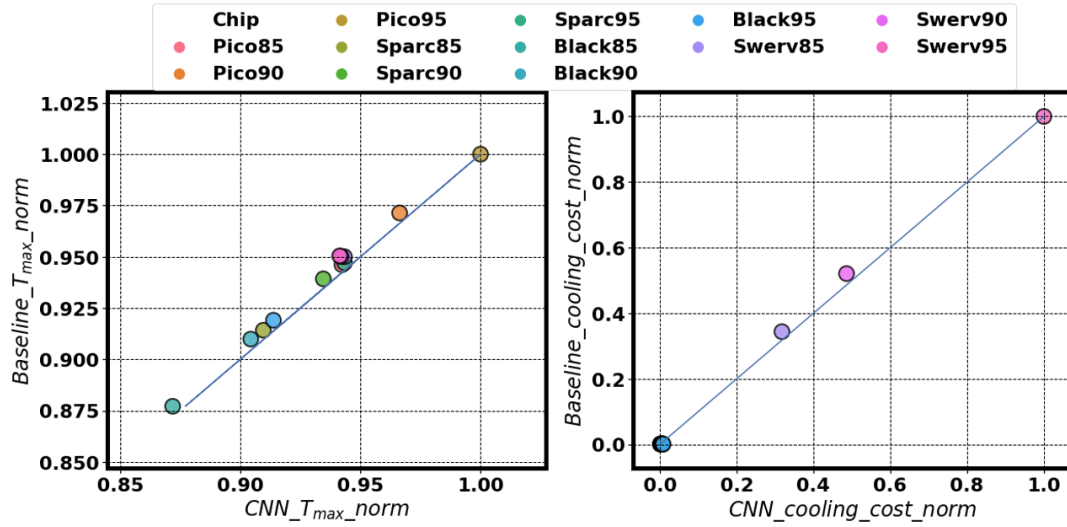 Chip Pico95 Sparc95 Black95 Swerv90
Pico85 Sparc85 Black85 Swerv85 Swerv95
Pico90 Sparc90 Black90
Baseline_T_max_norm
1.025
1.000
0.975
0.950
0.925
0.900
0.875
0.850
0.85 0.90 0.95 1.00
CNN_T_max_norm
Baseline_cooling_cost_norm
1.0
0.8
0.6
0.4
0.2
0.0
0.0 0.2 0.4 0.6 0.8 1.0
CNN_cooling_cost_norm